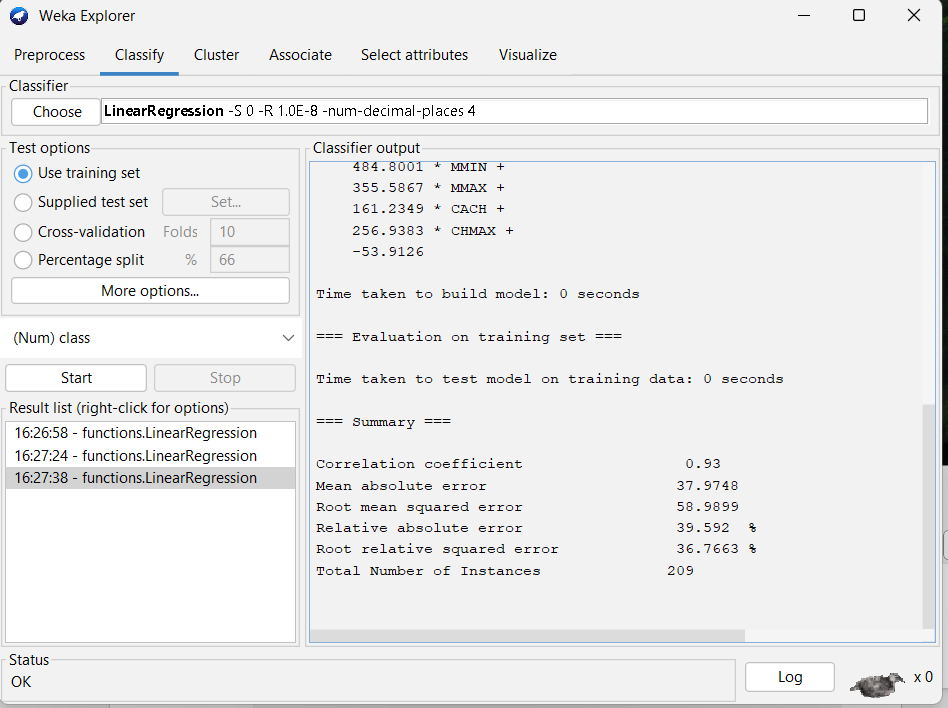 Weka Explorer
Preprocess Classify Cluster Associate Select attributes Visualize
Classifier
Choose LinearRegression -S 0 -R 1.0E-8 -num-decimal-places 4
Test options
Use training set
Supplied test set Set...
Cross-validation Folds 10
Percentage split % 66
More options...
(Num) class
Start Stop
Result list (right-click for options)
16:26:58 - functions.LinearRegression
16:27:24 - functions.LinearRegression
16:27:38 - functions.LinearRegression
Classifier output
484.8001 * MMIN +
355.5867 * MMAX +
161.2349 * CACH +
256.9383 * CHMAX +
-53.9126
Time taken to build model: 0 seconds
=== Evaluation on training set ===
Time taken to test model on training data: 0 seconds
=== Summary ===
Correlation coefficient 0.93
Mean absolute error 37.9748
Root mean squared error 58.9899
Relative absolute error 39.592 %
Root relative squared error 36.7663 %
Total Number of Instances 209
Status
OK
Log x 0